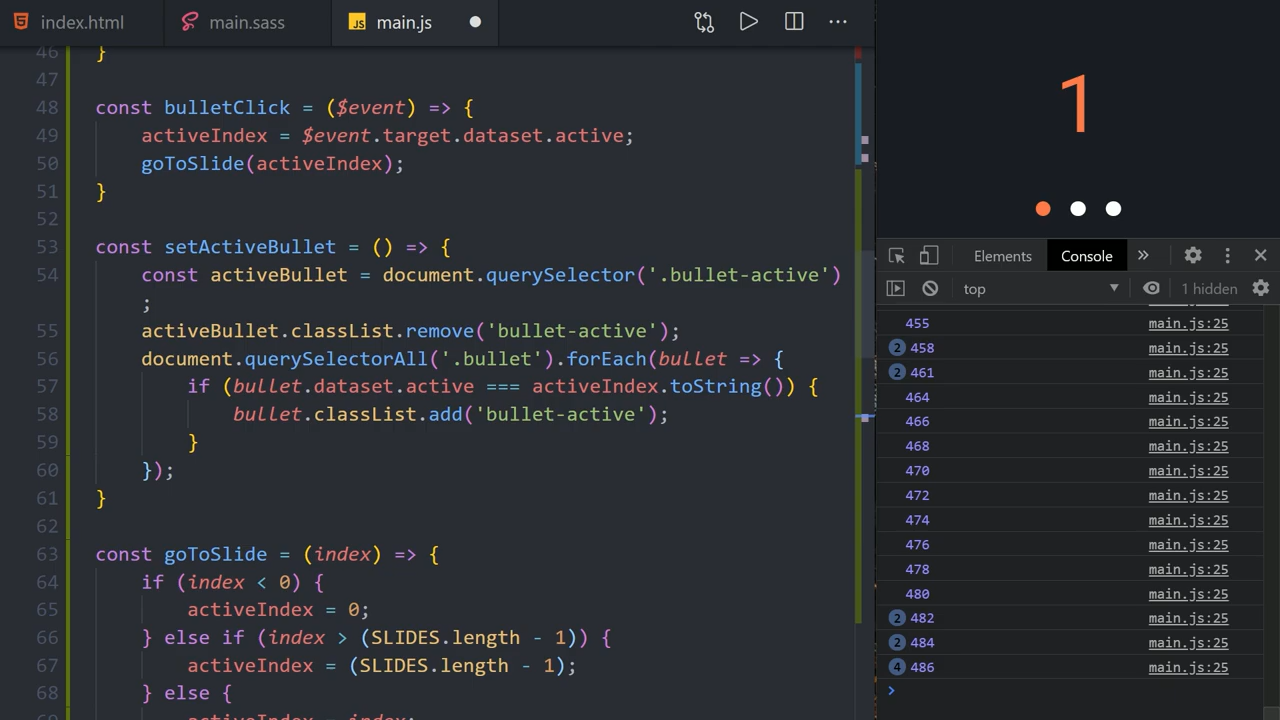 index.html
main.sass
JS main.js
46 }
47
48 const bulletClick = ($event) => {
49 activeIndex = $event.target.dataset.active;
50 goToSlide(activeIndex);
51 }
52
53 const setActiveBullet = () => {
54 const activeBullet = document.querySelector('.bullet-active')
;
55 activeBullet.classList.remove('bullet-active');
56 document.querySelectorAll('.bullet').forEach(bullet => {
57 if (bullet.dataset.active === activeIndex.toString()) {
58 bullet.classList.add('bullet-active');
59 }
60 });
61 }
62
63 const goToSlide = (index) => {
64 if (index < 0) {
65 activeIndex = 0;
66 } else if (index > (SLIDES.length - 1)) {
67 activeIndex = (SLIDES.length - 1);
68 } else {
activeIndex = index;
1
Elements Console »
top 1 hidden
455 main.js:25
2 458 main.js:25
2 461 main.js:25
464 main.js:25
466 main.js:25
468 main.js:25
470 main.js:25
472 main.js:25
474 main.js:25
476 main.js:25
478 main.js:25
480 main.js:25
2 482 main.js:25
2 484 main.js:25
4 486 main.js:25
>